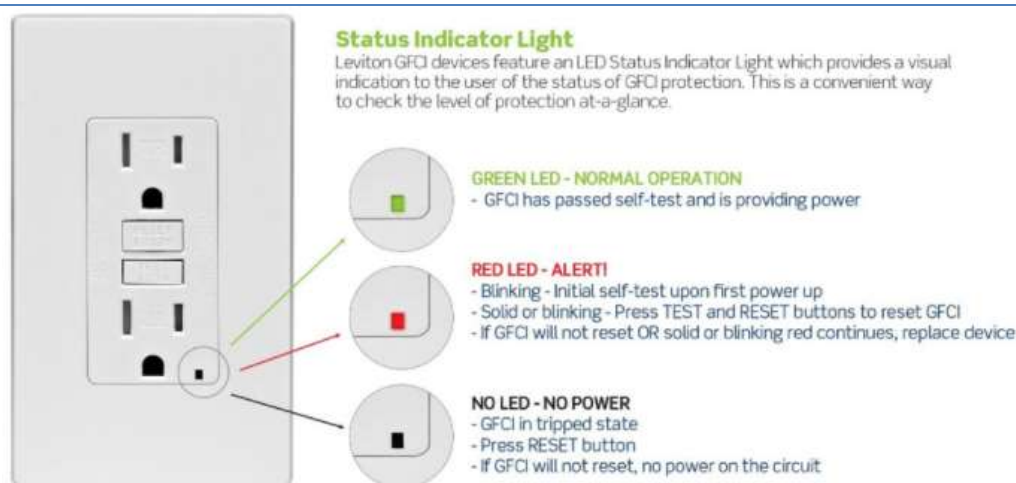 Status Indicator Light
Leviton GFCI devices feature an LED Status Indicator Light which provides a visual
indication to the user of the status of GFCI protection. This is a convenient way
to check the level of protection at-a-glance.
GREEN LED - NORMAL OPERATION
- GFCI has passed self-test and is providing power
RED LED - ALERT!
- Blinking - Initial self-test upon first power up
- Solid or blinking - Press TEST and RESET buttons to reset GFCI
- If GFCI will not reset OR solid or blinking red continues, replace device
NO LED - NO POWER
- GFCI in tripped state
- Press RESET button
- If GFCI will not reset, no power on the circuit